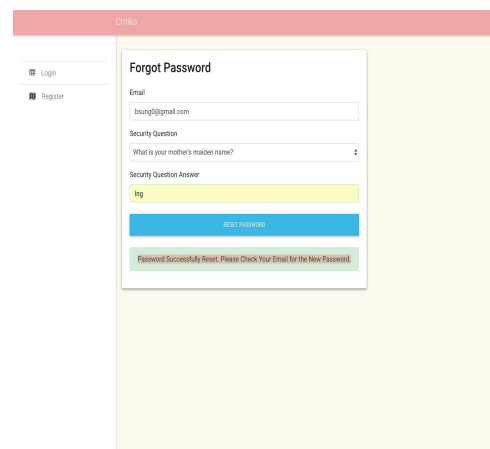 Critika
Login
Register
Forgot Password
Email
bsung0@gmail.com
Security Question
What is your mother's maiden name?
Security Question Answer
Ing
RESET PASSWORD
Password Successfully Reset. Please Check Your Email for the New Password.